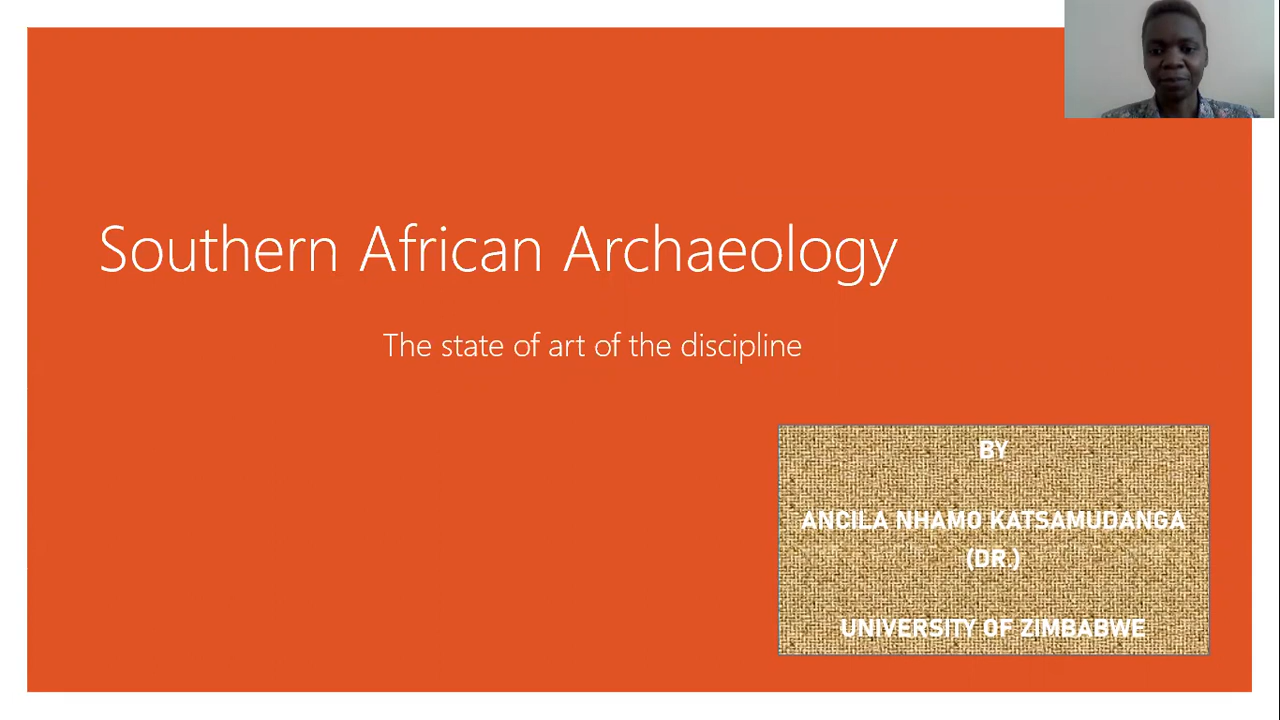 Southern African Archaeology
The state of art of the discipline
BY
ANCILA NHAMO KATSAMUDANGA
(DR.)
UNIVERSITY OF ZIMBABWE